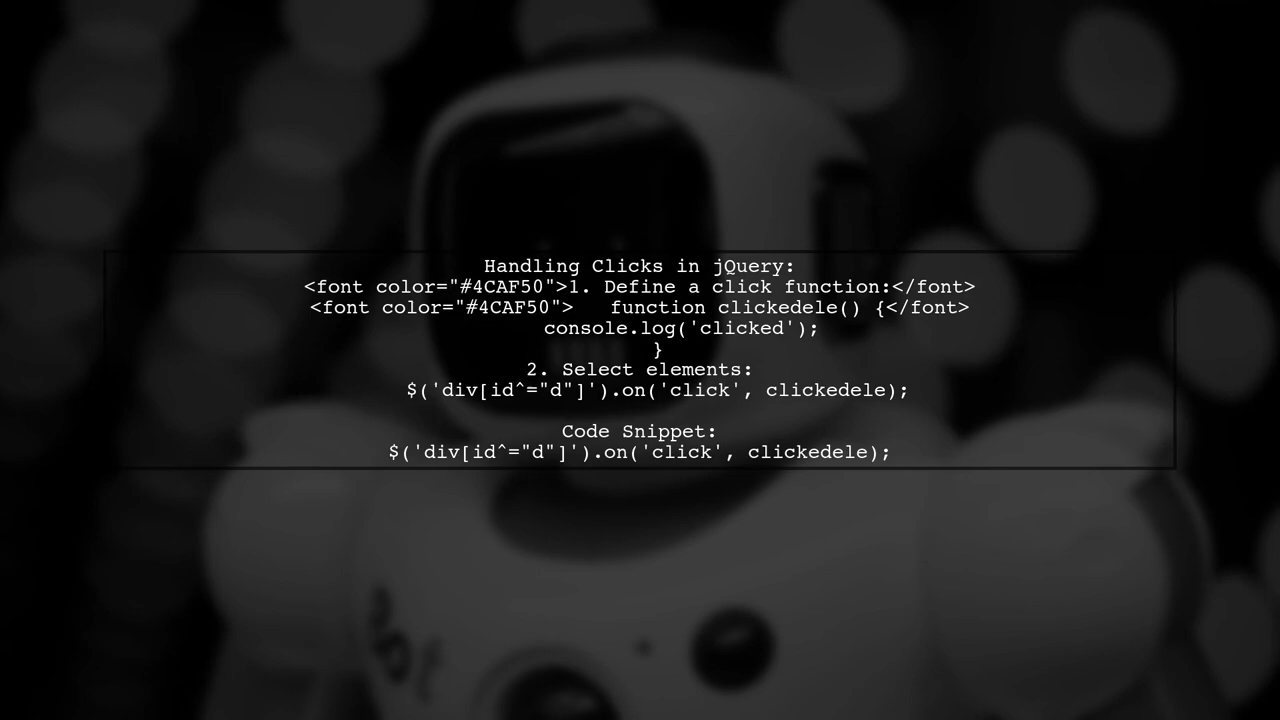 Handling Clicks in jQuery:
<font color="#4CAF50">1. Define a click function:</font>
<font color="#4CAF50">   function clickedele() {</font>
console.log('clicked');
}
2. Select elements:
$('div[id^="d"]').on('click', clickedele);

Code Snippet:
$('div[id^="d"]').on('click', clickedele);